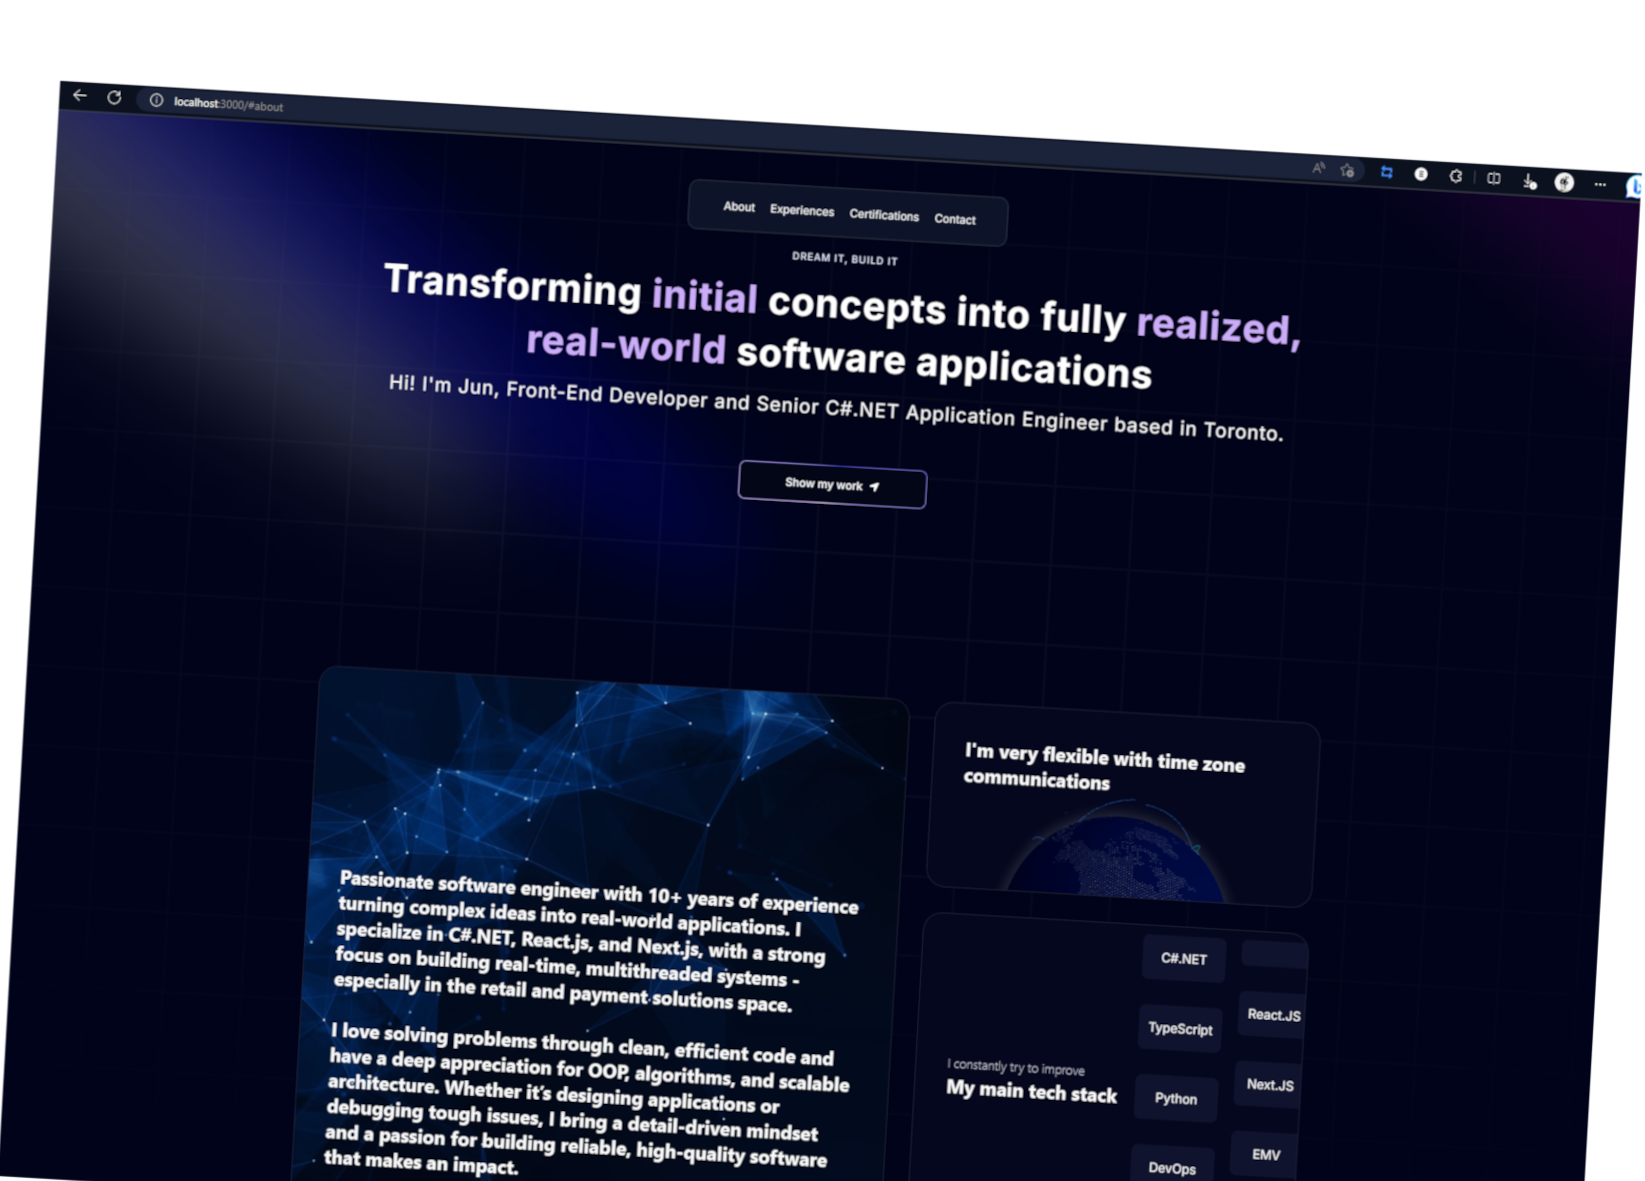 localhost:3000/#about
About Experiences Certifications Contact
DREAM IT, BUILD IT
Transforming initial concepts into fully realized,
real-world software applications
Hi! I'm Jun, Front-End Developer and Senior C#.NET Application Engineer based in Toronto.
Show my work
Passionate software engineer with 10+ years of experience
turning complex ideas into real-world applications. I
specialize in C#.NET, React.js, and Next.js, with a strong
focus on building real-time, multithreaded systems -
especially in the retail and payment solutions space.
I love solving problems through clean, efficient code and
have a deep appreciation for OOP, algorithms, and scalable
architecture. Whether it's designing applications or
debugging tough issues, I bring a detail-driven mindset
and a passion for building reliable, high-quality software
that makes an impact.
I'm very flexible with time zone
communications
I constantly try to improve
My main tech stack
C#.NET
TypeScript
Python
DevOps
React.JS
Next.JS
EMV